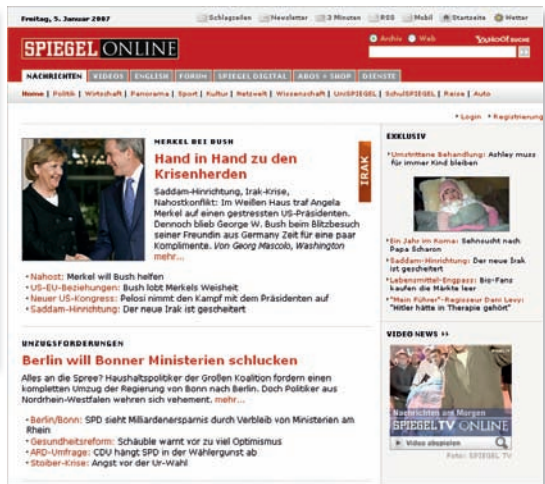 Freitag, 5. Januar 2007
Schlagzeilen Newsletter 3 Minuten RSS Mobil Startseite Wetter
SPIEGEL ONLINE
Archiv Web YAHOO! SUCHE
NACHRICHTEN VIDEOS ENGLISH FORUM SPIEGEL DIGITAL ABOS + SHOP DIENSTE
Home | Politik | Wirtschaft | Panorama | Sport | Kultur | Netzwelt | Wissenschaft | UniSPIEGEL | SchulSPIEGEL | Reise | Auto
Login Registrierung
MERKEL BEI BUSH
Hand in Hand zu den
Krisenherden
IRAK
Saddam-Hinrichtung, Irak-Krise,
Nahostkonflikt: Im Weißen Haus traf Angela
Merkel auf einen gestressten US-Präsidenten.
Dennoch blieb George W. Bush beim Blitzbesuch
seiner Freundin aus Germany Zeit für eine paar
Komplimente. Von Georg Mascolo, Washington
mehr...
Nahost: Merkel will Bush helfen
US-EU-Beziehungen: Bush lobt Merkels Weisheit
Neuer US-Kongress: Pelosi nimmt den Kampf mit dem Präsidenten auf
Saddam-Hinrichtung: Der neue Irak ist gescheitert
UMZUGSFORDERUNGEN
Berlin will Bonner Ministerien schlucken
Alles an die Spree? Haushaltspolitiker der Großen Koalition fordern einen
kompletten Umzug der Regierung von Bonn nach Berlin. Doch Politiker aus
Nordrhein-Westfalen wehren sich vehement. mehr...
Berlin/Bonn: SPD sieht Milliardenersparnis durch Verbleib von Ministerien am
Rhein
Gesundheitsreform: Schäuble warnt vor zu viel Optimismus
ARD-Umfrage: CDU hängt SPD in der Wählergunst ab
Stoiber-Krise: Angst vor der Ur-Wahl
EXKLUSIV
Umstrittene Behandlung: Ashley muss
für immer Kind bleiben
Ein Jahr im Koma: Sehnsucht nach
Papa Scharon
Saddam-Hinrichtung: Der neue Irak
ist gescheitert
Lebensmittel-Engpass: Bio-Fans
kaufen die Märkte leer
"Mein Führer"-Regisseur Dani Levy:
"Hitler hätte in Therapie gehört"
VIDEO NEWS
Nachrichten am Morgen
SPIEGEL TV ONLINE
Video abspielen
Foto: SPIEGEL TV